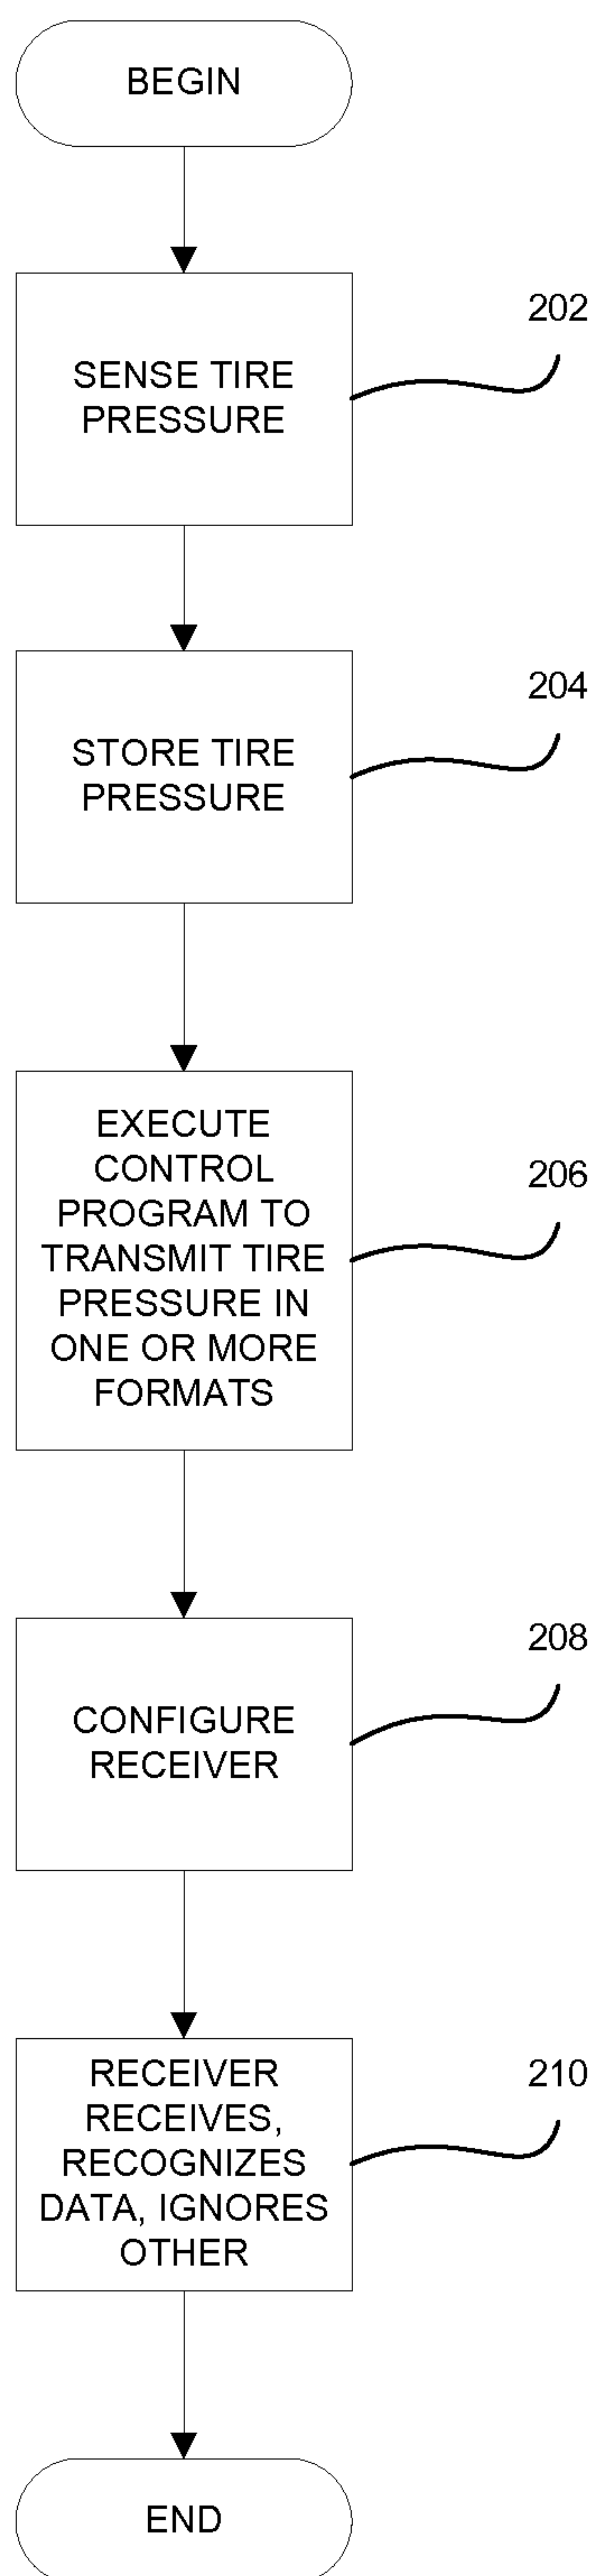 BEGIN
202
SENSE TIRE
PRESSURE
204
STORE TIRE
PRESSURE
206
EXECUTE
CONTROL
PROGRAM TO
TRANSMIT TIRE
PRESSURE IN
ONE OR MORE
FORMATS
208
CONFIGURE
RECEIVER
210
RECEIVER
RECEIVES,
RECOGNIZES
DATA, IGNORES
OTHER
END